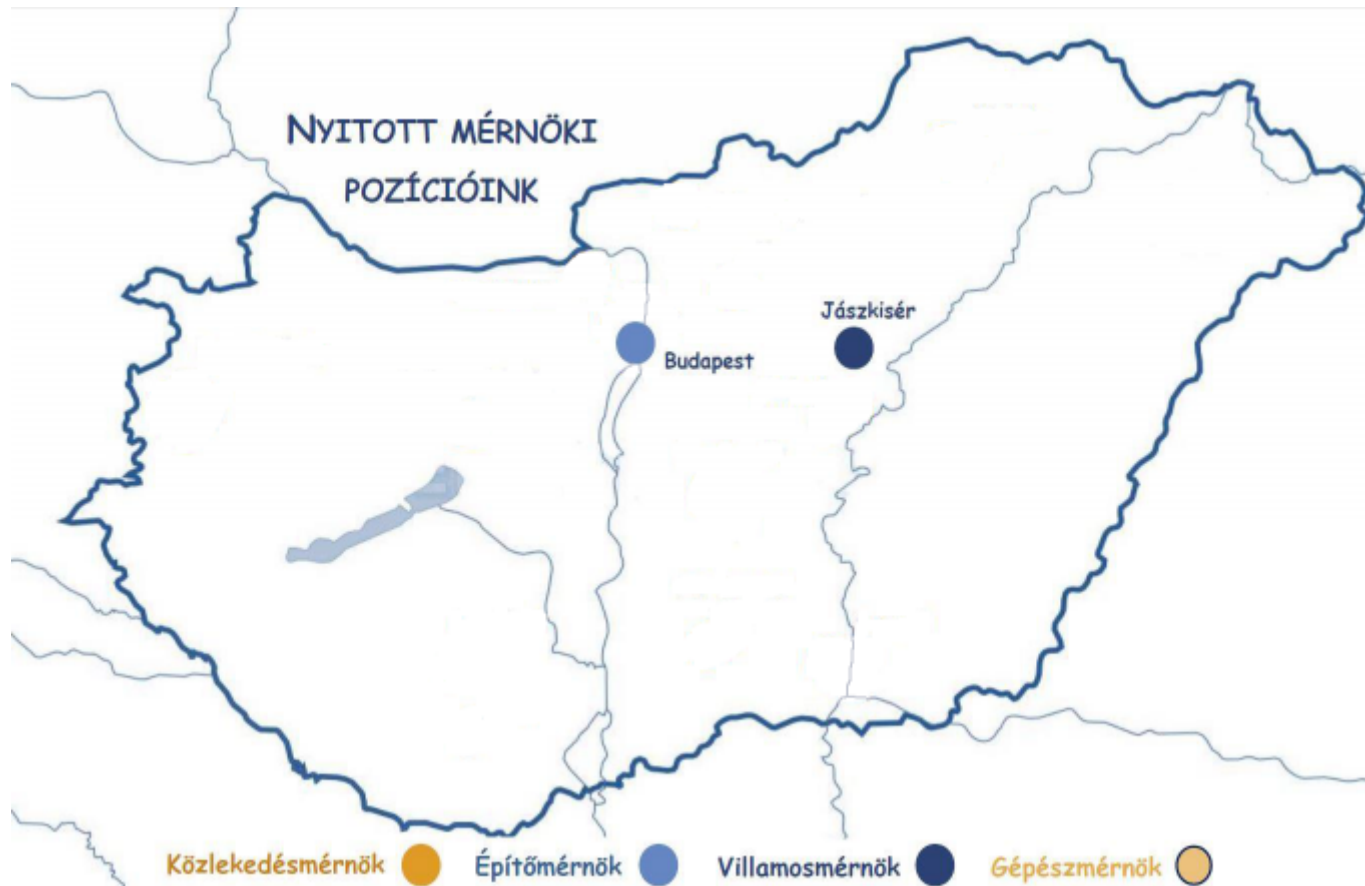 NYITOTT MÉRNÖKI
POZÍCIÓINK
Jászkisér
Budapest
Közlekedésmérnök Építőmérnök Villamosmérnök Gépészmérnök